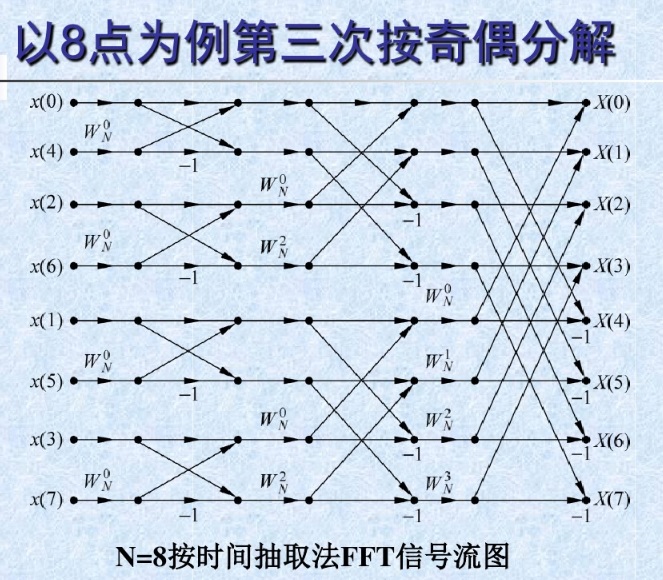 以8点为例第三次按奇偶分解
x(0) X(0)
W_N^0
x(4) -1 X(1)
W_N^0
x(2) -1 X(2)
W_N^0 W_N^2
x(6) -1 -1 X(3)
W_N^0
x(1) -1 X(4)
W_N^0 W_N^1
x(5) -1 -1 X(5)
W_N^0 W_N^2
x(3) -1 -1 X(6)
W_N^0 W_N^2 W_N^3
x(7) -1 -1 -1 X(7)
N=8按时间抽取法FFT信号流图